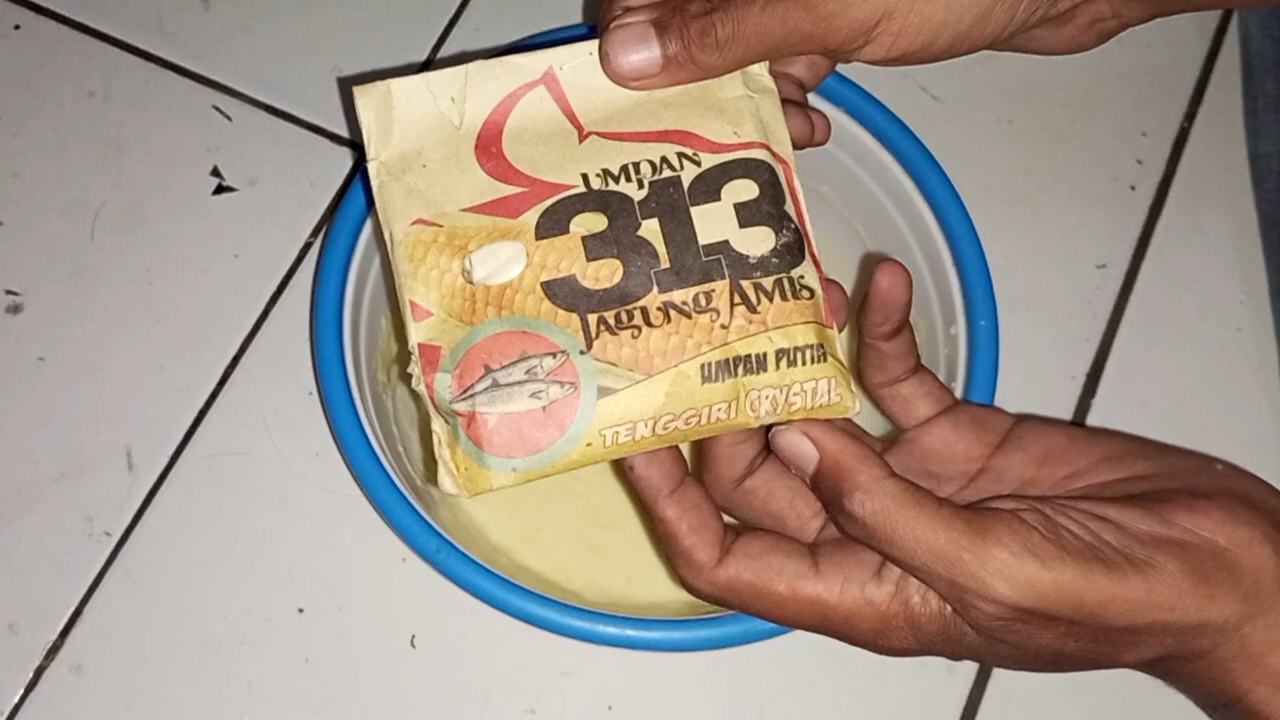 UMPAN
313
JAGUNG AMIS
UMPAN PUTIH
TENGGIRI CRYSTAL